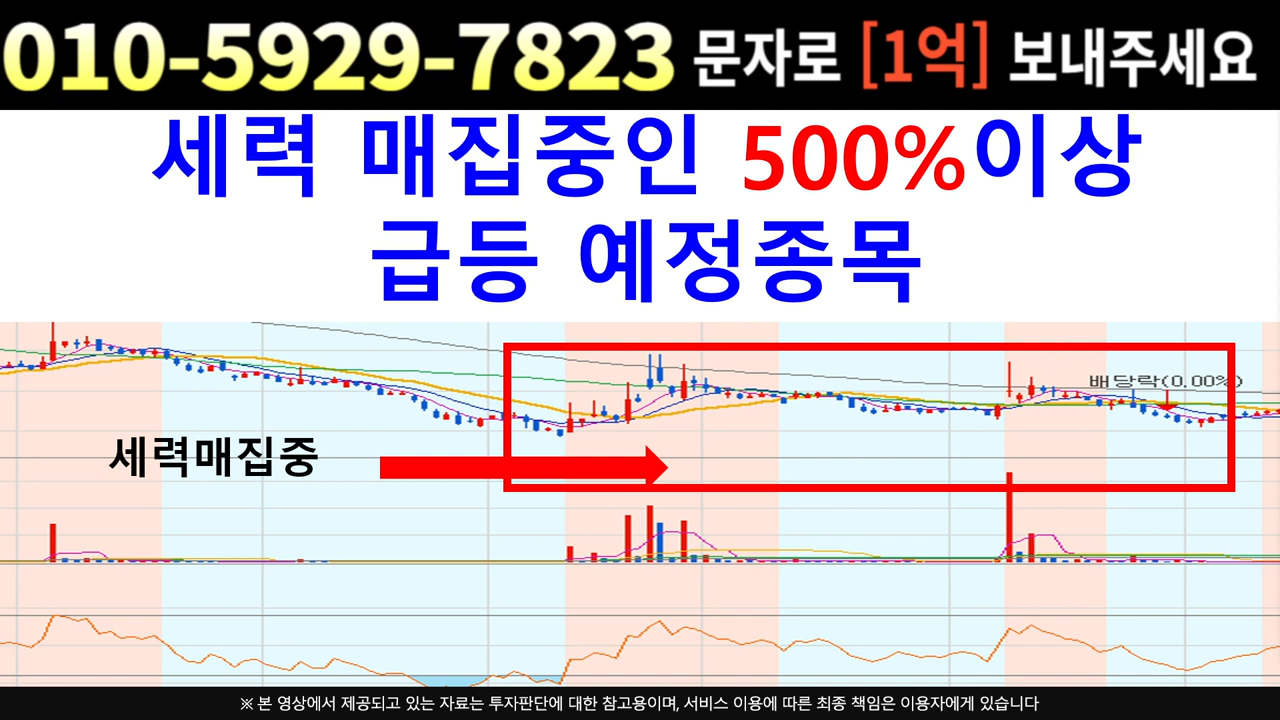 010-5929-7823 문자로 [1억] 보내주세요
세력 매집중인 500%이상
급등 예정종목
배당락(0.00%)
세력매집중
※ 본 영상에서 제공되고 있는 자료는 투자판단에 대한 참고용이며, 서비스 이용에 따른 최종 책임은 이용자에게 있습니다